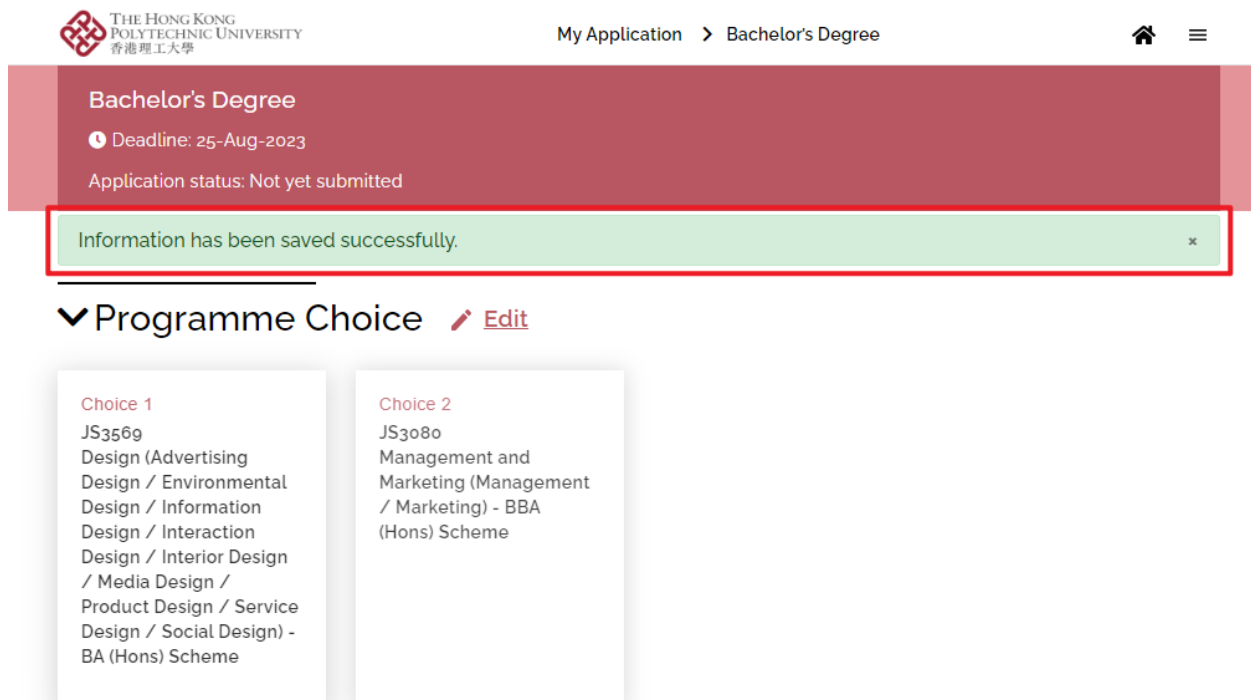 THE HONG KONG
POLYTECHNIC UNIVERSITY
香港理工大學
My Application > Bachelor's Degree
Bachelor's Degree
Deadline: 25-Aug-2023
Application status: Not yet submitted
Information has been saved successfully. ×
Programme Choice Edit
Choice 1
JS3569
Design (Advertising
Design / Environmental
Design / Information
Design / Interaction
Design / Interior Design
/ Media Design /
Product Design / Service
Design / Social Design) -
BA (Hons) Scheme
Choice 2
JS3080
Management and
Marketing (Management
/ Marketing) - BBA
(Hons) Scheme